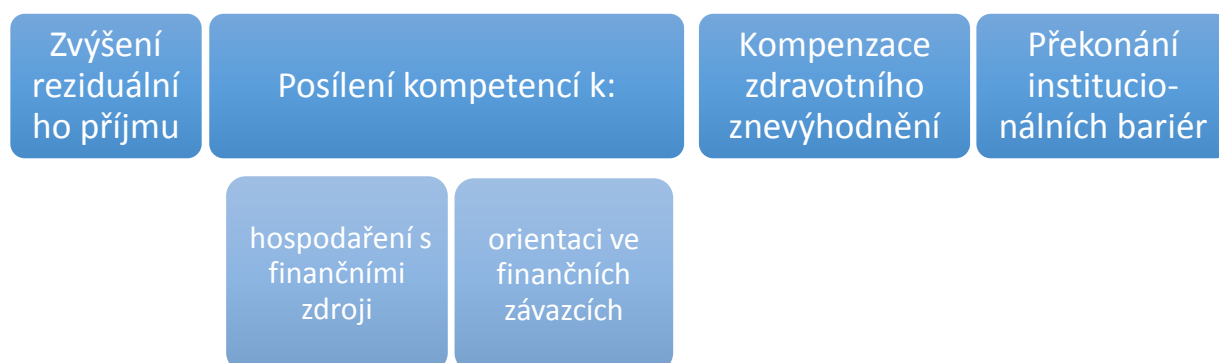 Zvýšení
reziduální
ho příjmu
Posílení kompetencí k:
Kompenzace
zdravotního
znevýhodnění
Překonání
institucio-
nálních bariér
hospodaření s
finančními
zdroji
orientaci ve
finančních
závazcích